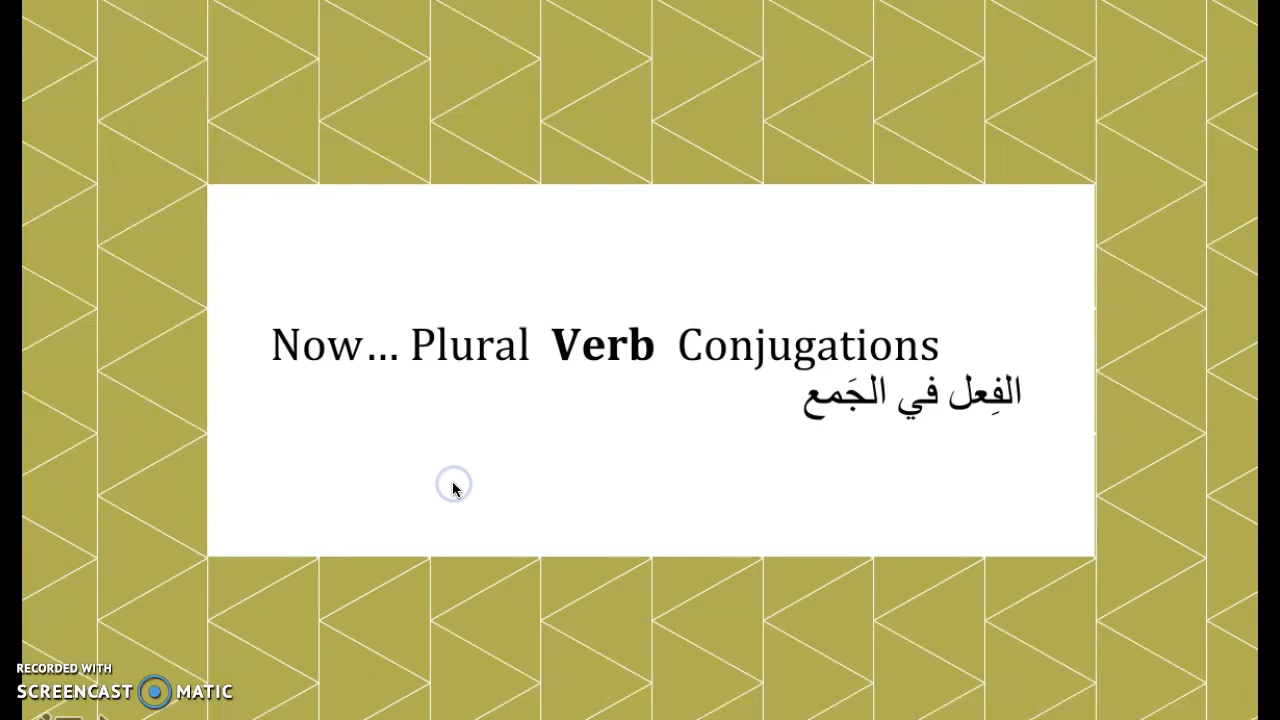 Now... Plural Verb Conjugations
الفِعل في الجَمع
RECORDED WITH
SCREENCAST MATIC